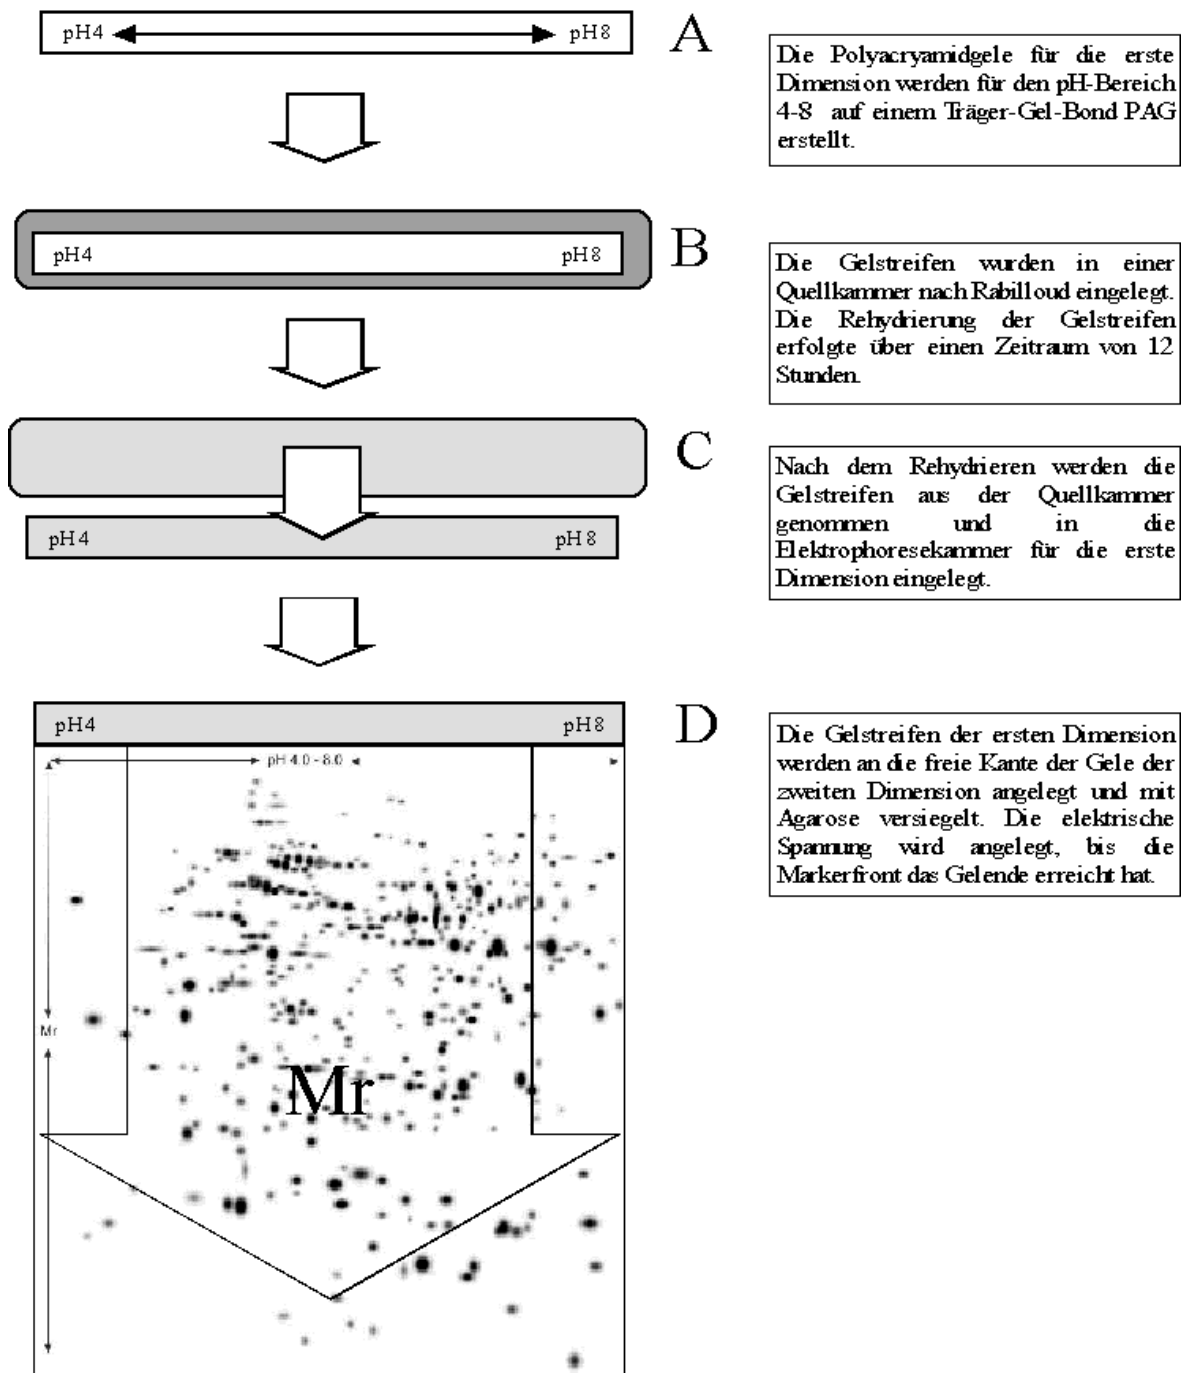 pH4 pH8 A
Die Polyacryamidgele für die erste
Dimension werden für den pH-Bereich
4-8 auf einem Träger-Gel-Bond PAG
erstellt.
pH4 pH8 B
Die Gelstreifen wurden in einer
Quellkammer nach Rabilloud eingelegt.
Die Rehydrierung der Gelstreifen
erfolgte über einen Zeitraum von 12
Stunden.
C
pH4 pH8
Nach dem Rehydrieren werden die
Gelstreifen aus der Quellkammer
genommen und in die
Elektrophoresekammer für die erste
Dimension eingelegt.
pH4 pH8 D
Die Gelstreifen der ersten Dimension
werden an die freie Kante der Gele der
zweiten Dimension angelegt und mit
Agarose versiegelt. Die elektrische
Spannung wird angelegt, bis die
Markerfront das Gelende erreicht hat.
pH 4.0 - 8.0
Mr
Mr